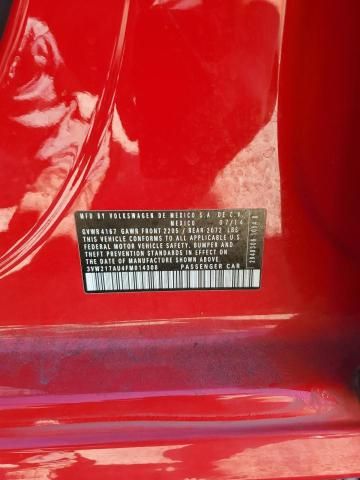 MFD BY VOLKSWAGEN DE MEXICO S.A. DE C.V.
MEXICO 07/14
GVWR 4167 GAWR FRONT 2205 / REAR 2072 LBS
THIS VEHICLE CONFORMS TO ALL APPLICABLE
FEDERAL MOTOR VEHICLE SAFETY, BUMPER AND
THEFT PREVENTION STANDARDS IN EFFECT ON
THE DATE OF MANUFACTURE SHOWN ABOVE.
3VW217AU4FM014308 PASSENGER CAR